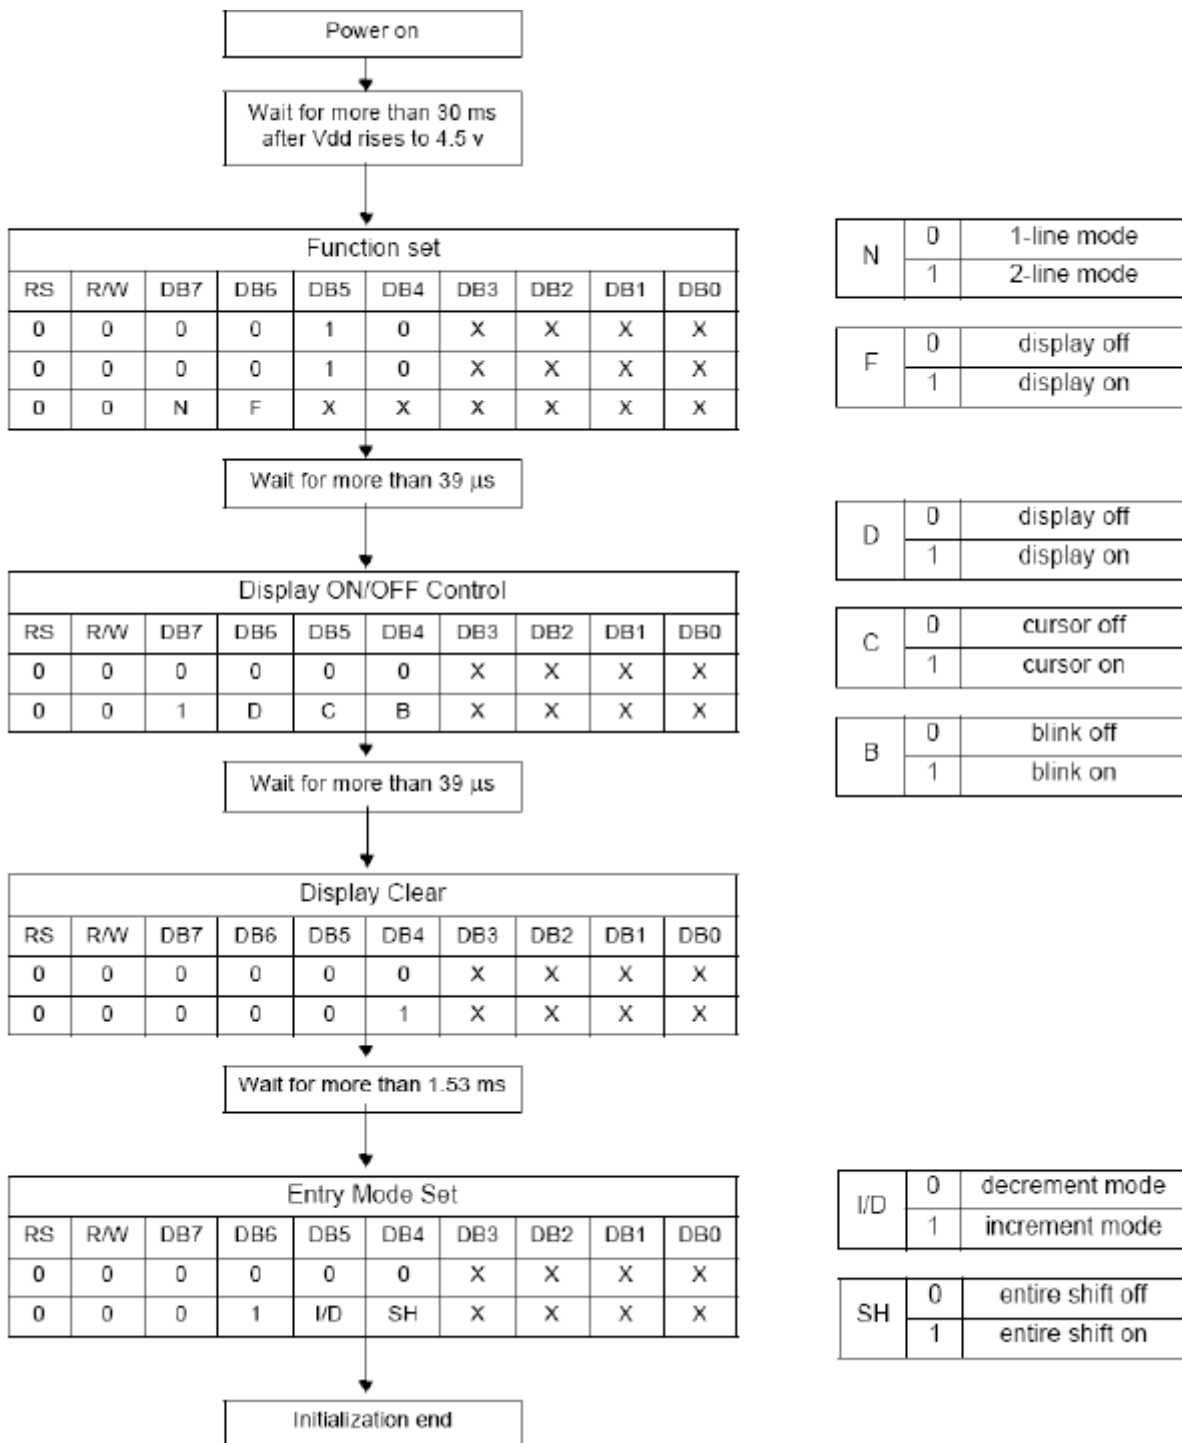 Power on
Wait for more than 30 ms
after Vdd rises to 4.5 v
Function set
RS R/W DB7 DB6 DB5 DB4 DB3 DB2 DB1 DB0
0 0 0 0 1 0 X X X X
0 0 0 0 1 0 X X X X
0 0 N F X X X X X X
N 0 1-line mode
1 2-line mode
F 0 display off
1 display on
Wait for more than 39 μs
Display ON/OFF Control
RS R/W DB7 DB6 DB5 DB4 DB3 DB2 DB1 DB0
0 0 0 0 0 0 X X X X
0 0 1 D C B X X X X
D 0 display off
1 display on
C 0 cursor off
1 cursor on
B 0 blink off
1 blink on
Wait for more than 39 μs
Display Clear
RS R/W DB7 DB6 DB5 DB4 DB3 DB2 DB1 DB0
0 0 0 0 0 0 X X X X
0 0 0 0 0 1 X X X X
Wait for more than 1.53 ms
Entry Mode Set
RS R/W DB7 DB6 DB5 DB4 DB3 DB2 DB1 DB0
0 0 0 0 0 0 X X X X
0 0 0 1 I/D SH X X X X
I/D 0 decrement mode
1 increment mode
SH 0 entire shift off
1 entire shift on
Initialization end